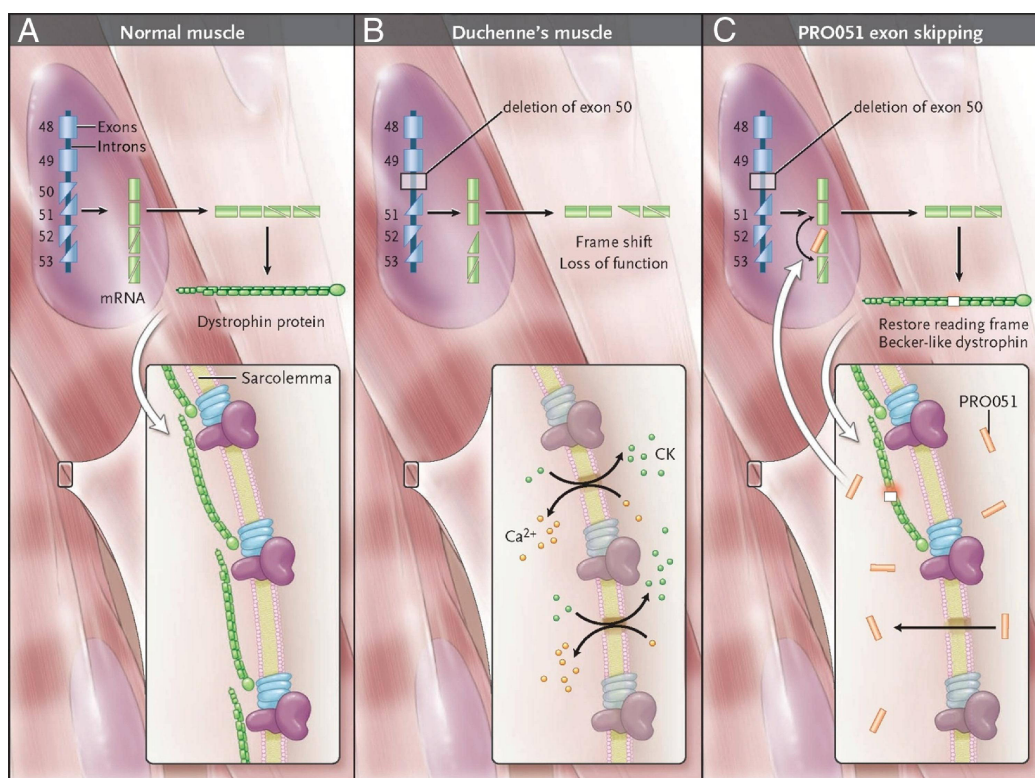 A
Normal muscle
48
Exons
Introns
49
50
51
52
53
mRNA
Dystrophin protein
Sarcolemma
B
Duchenne's muscle
deletion of exon 50
48
49
51
52
53
Frame shift
Loss of function
CK
Ca2+
C
PRO051 exon skipping
deletion of exon 50
48
49
51
52
53
Restore reading frame
Becker-like dystrophin
PRO051